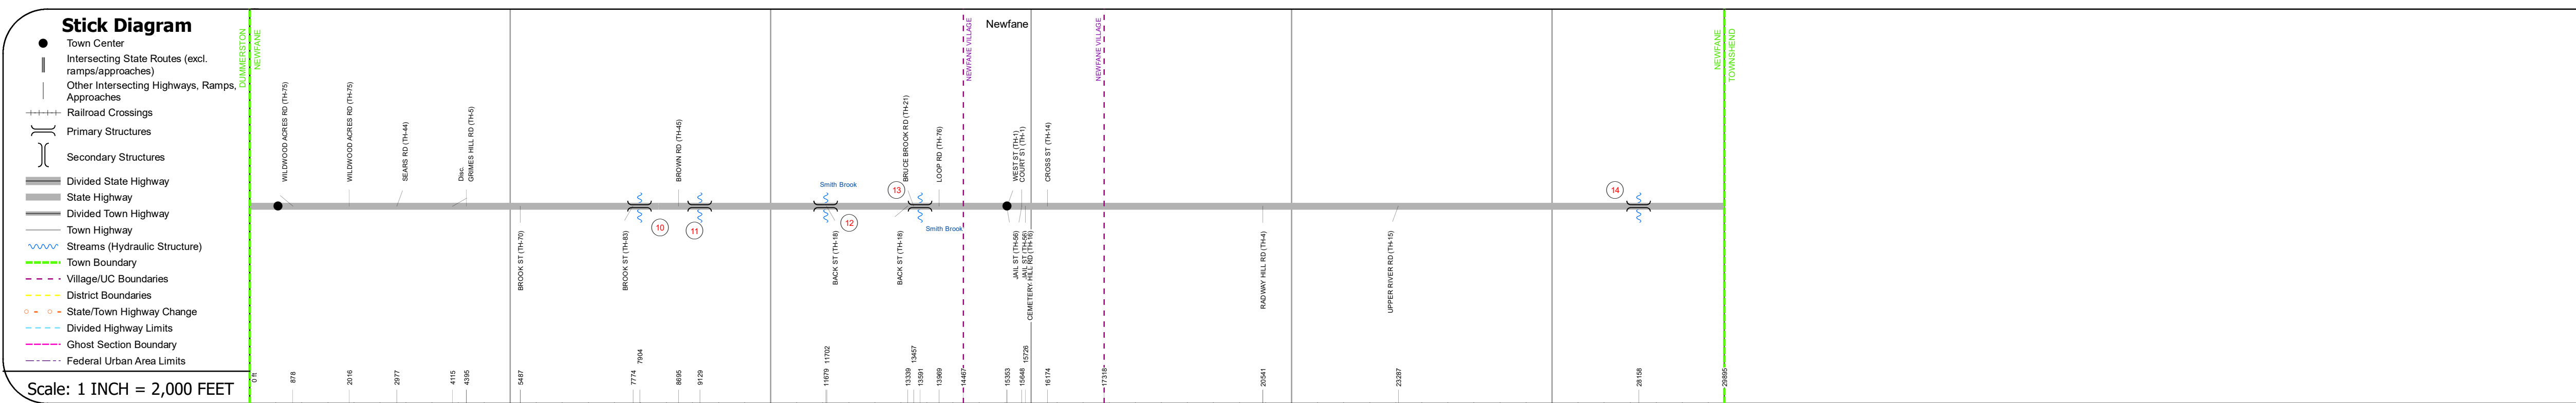 Stick Diagram
Town Center
Intersecting State Routes (excl.
ramps/approaches)
Other Intersecting Highways, Ramps,
Approaches
Railroad Crossings
Primary Structures
Secondary Structures
Divided State Highway
State Highway
Divided Town Highway
Town Highway
Streams (Hydraulic Structure)
Town Boundary
Village/UC Boundaries
District Boundaries
State/Town Highway Change
Divided Highway Limits
Ghost Section Boundary
Federal Urban Area Limits
Scale: 1 INCH = 2,000 FEET
DUMMERSTON
NEWFANE
WILDWOOD ACRES RD (TH-75)
WILDWOOD ACRES RD (TH-75)
SEARS RD (TH-44)
Disc.
GRIMES HILL RD (TH-5)
BROOK ST (TH-70)
BROOK ST (TH-83)
10
BROWN RD (TH-45)
11
Smith Brook
12
BACK ST (TH-18)
13
BRUCE BROOK RD (TH-21)
BACK ST (TH-18)
Smith Brook
LOOP RD (TH-76)
NEWFANE VILLAGE
Newfane
WEST ST (TH-1)
COURT ST (TH-1)
CROSS ST (TH-14)
JAIL ST (TH-56)
JAIL ST (TH-56)
CEMETERY HILL RD (TH-16)
NEWFANE VILLAGE
RADWAY HILL RD (TH-4)
UPPER RIVER RD (TH-15)
14
NEWFANE
TOWNSHEND
0 ft
878
2016
2977
4115
4395
5487
7774
7904
8695
9129
11679
11702
13339
13457
13591
13969
14467
15353
15648
15726
16174
17318
20541
23287
28158
29895